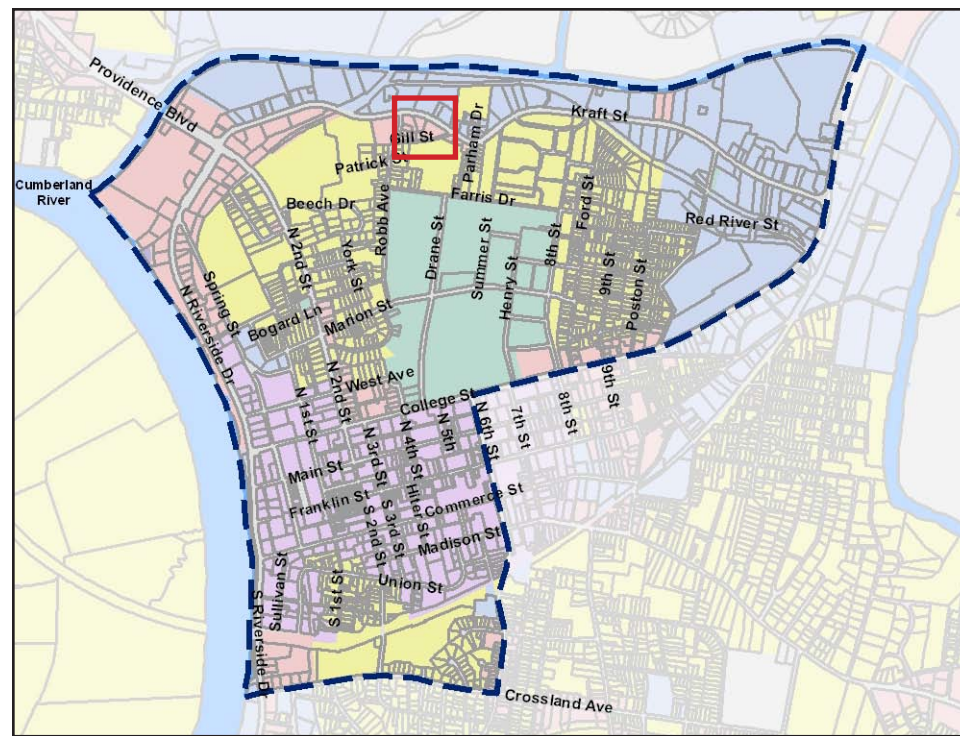 Providence Blvd
Kraft St
Gill St
Parham Dr
Patrick St
Cumberland
River
Farris Dr
Beech Dr
Robb Ave
Ford St
Red River St
N 2nd St
York St
Drane St
Summer St
8th St
Henry St
9th St
Poston St
Spring St
N Riverside Dr
Bogard Ln
Marion St
West Ave
N 2nd St
N 1st St
College St
N 5th
N 6th St
7th St
8th St
9th St
N 4th St
N 3rd St
Main St
Franklin St
Hiter St
Commerce St
S 3rd St
S 2nd St
Madison St
Union St
Sullivan St
S 1st St
S Riverside Dr
Crossland Ave